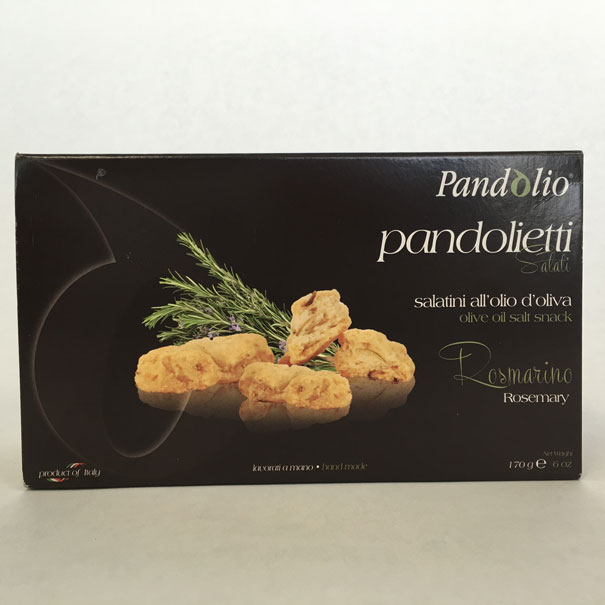 Pandolio®
pandolietti
Salati
salatini all'olio d'oliva
olive oil salt snack
Rosmarino
Rosemary
Net Weight
170 g e 6 oz
lavorati a mano • hand made
product of Italy